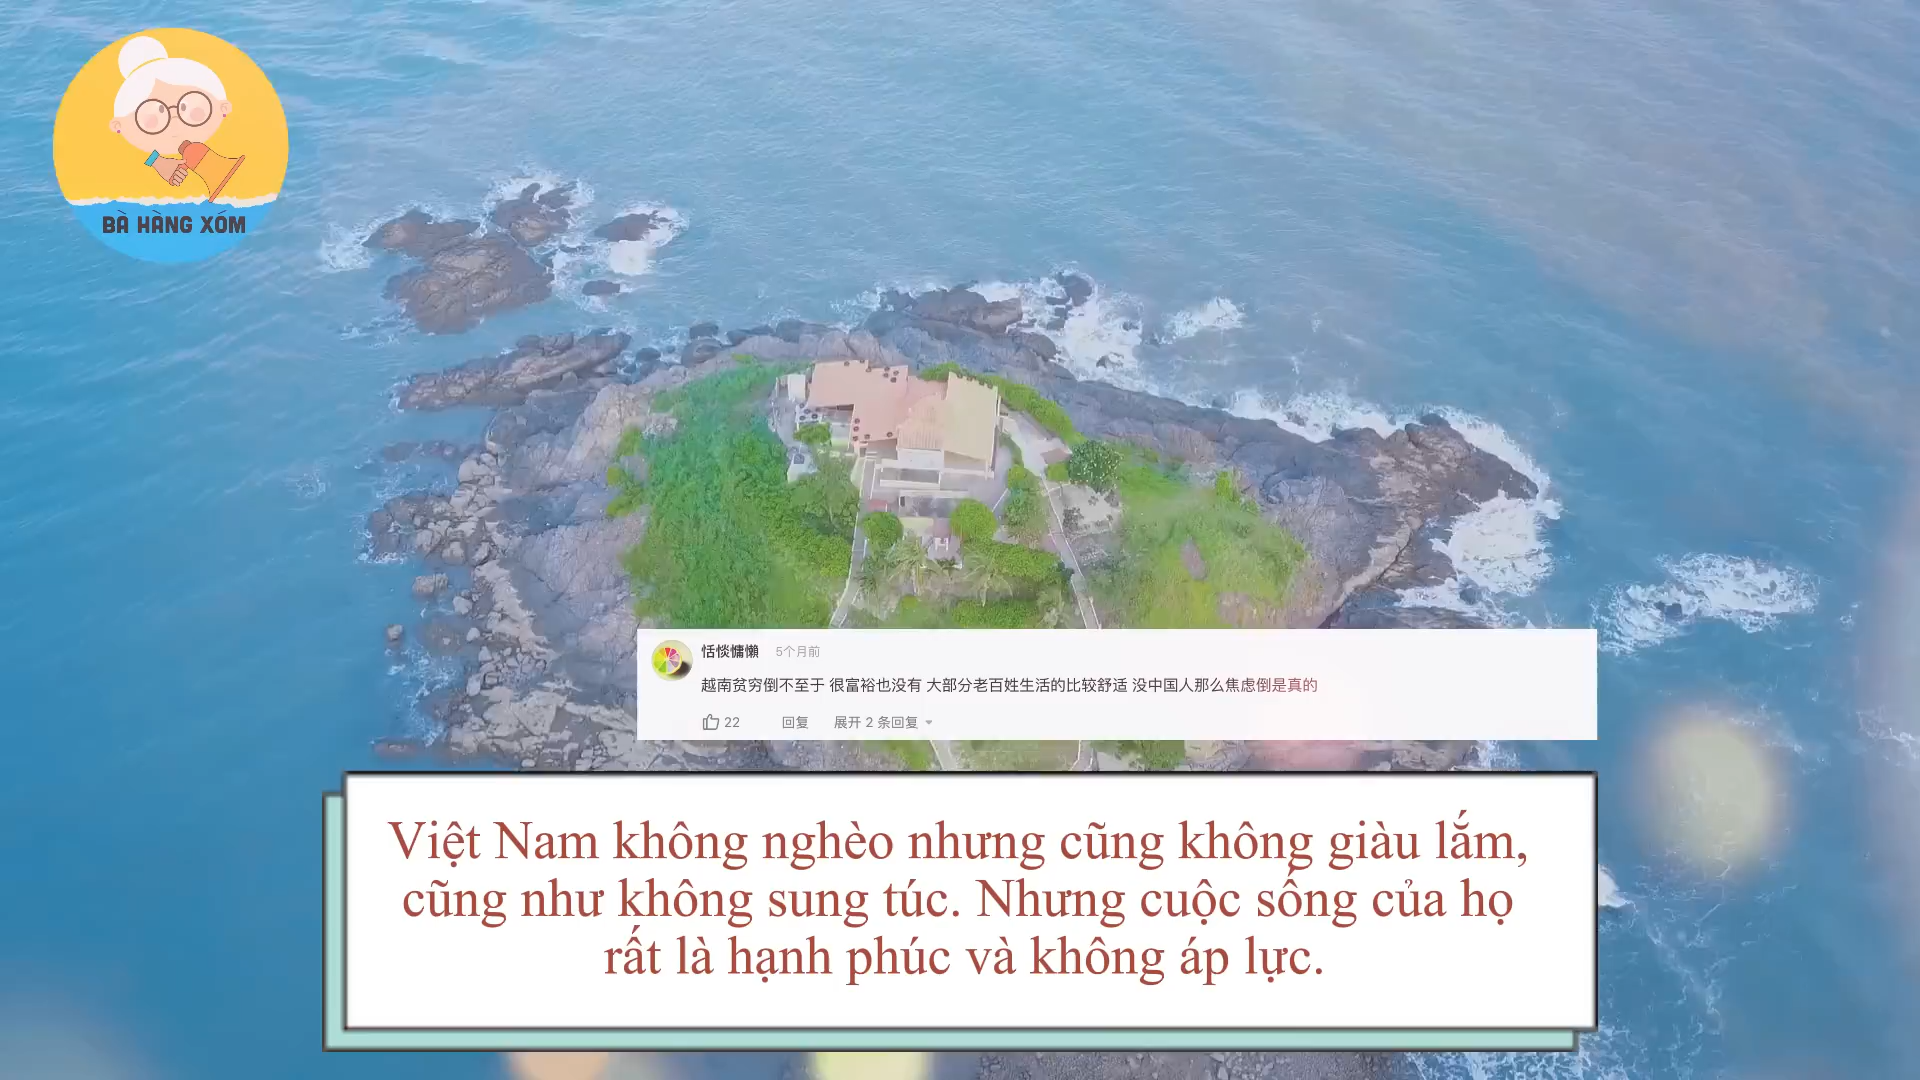 BÀ HÀNG XÓM
恬惔慵懒 5个月前
越南贫穷倒不至于 很富裕也没有 大部分老百姓生活的比较舒适 没中国人那么焦虑倒是真的
22 回复 展开 2 条回复
Việt Nam không nghèo nhưng cũng không giàu lắm,
cũng như không sung túc. Nhưng cuộc sống của họ
rất là hạnh phúc và không áp lực.